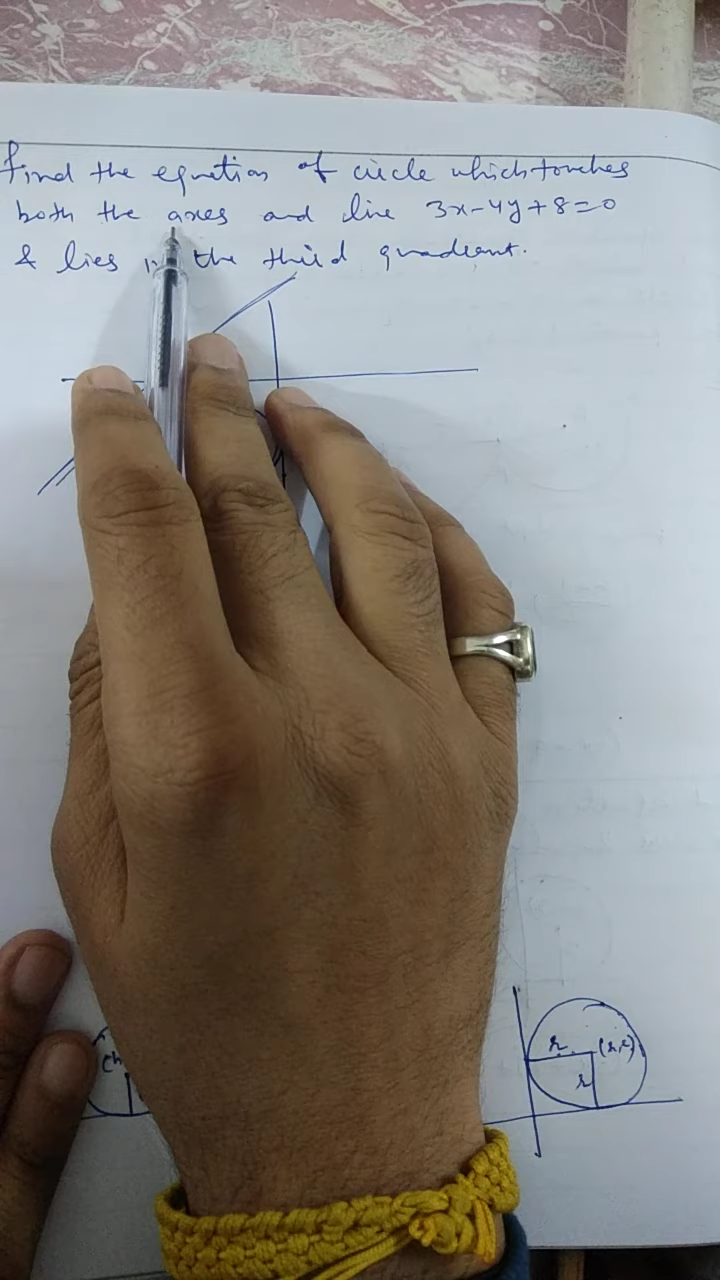 find the equation of circle which touches
both the axes and line 3x-4y+8=0
& lies in the third quadrant.
(h
r (r,r)
r